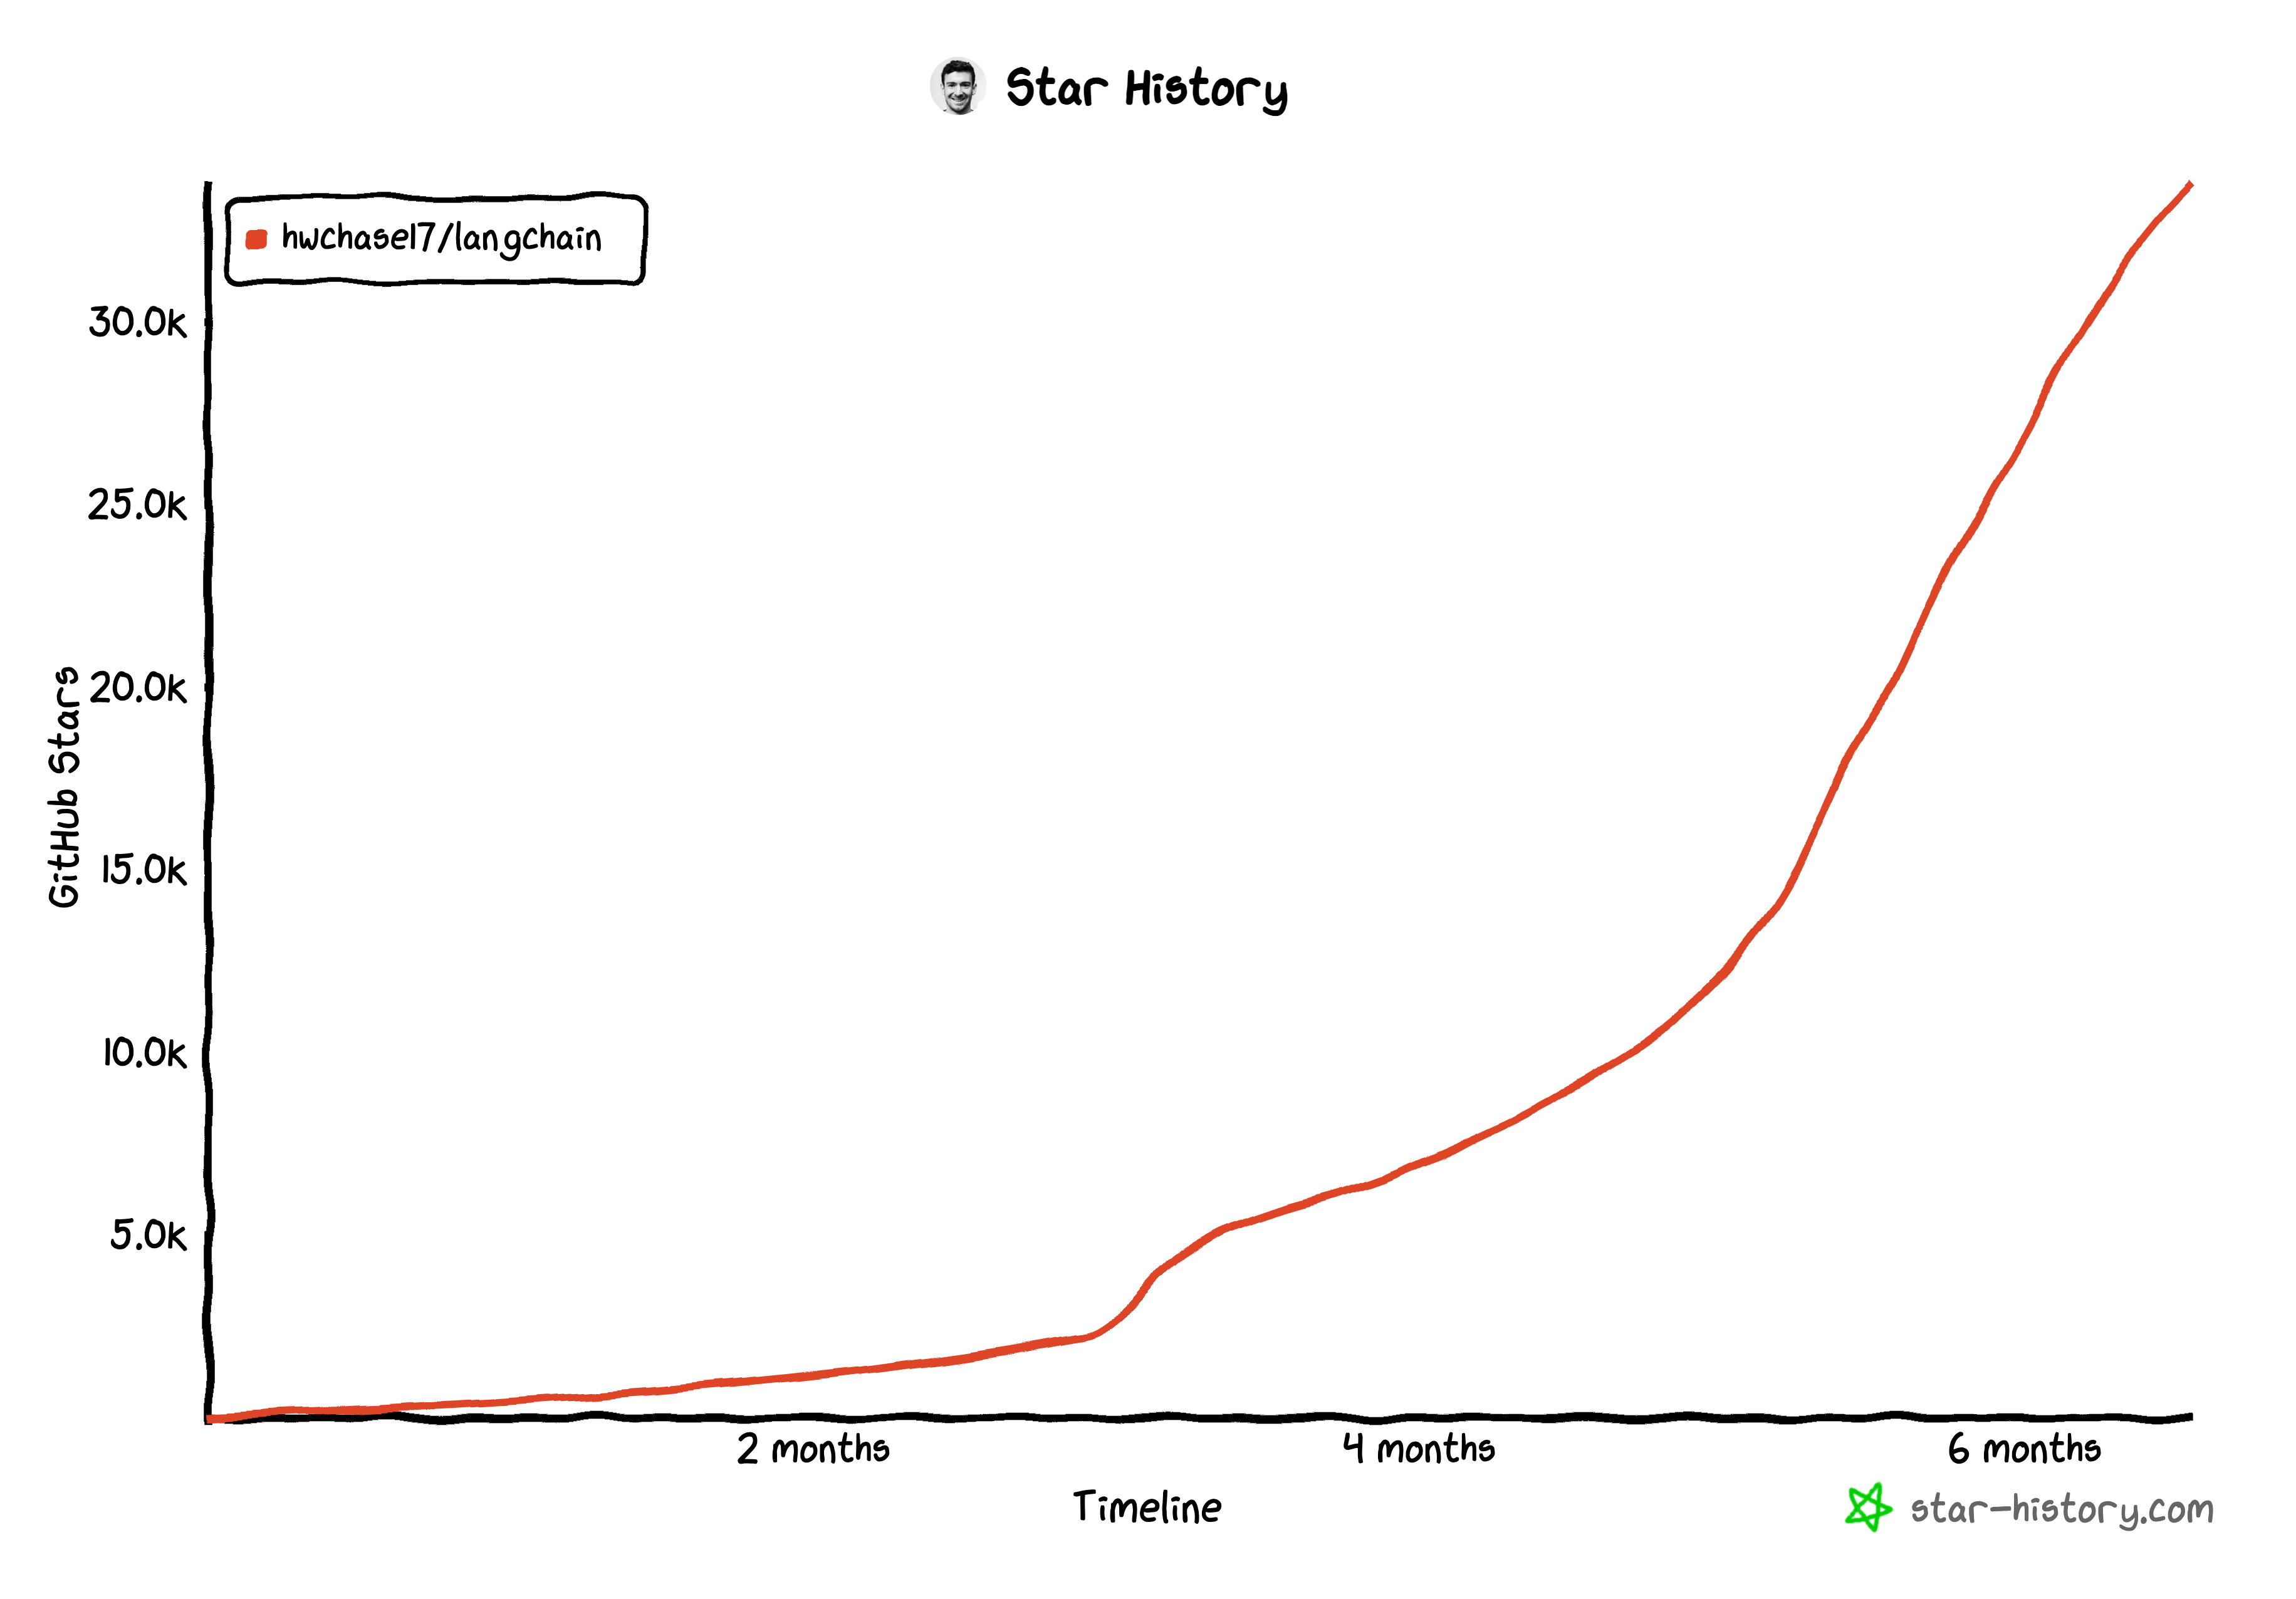 Star History
hwchase17/langchain
30.0K
25.0K
20.0K
15.0K
10.0K
5.0K
GitHub Stars
2 months
4 months
6 months
Timeline
star-history.com